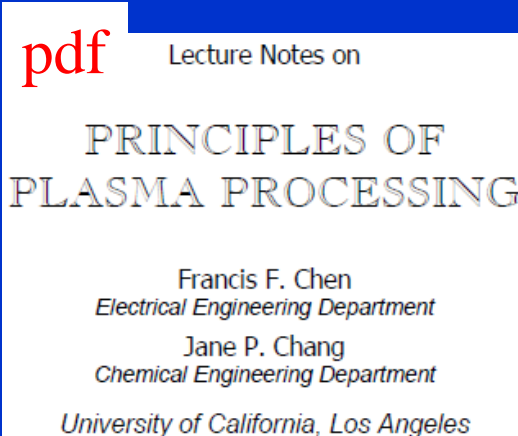 pdf
Lecture Notes on
PRINCIPLES OF
PLASMA PROCESSING
Francis F. Chen
Electrical Engineering Department
Jane P. Chang
Chemical Engineering Department
University of California, Los Angeles